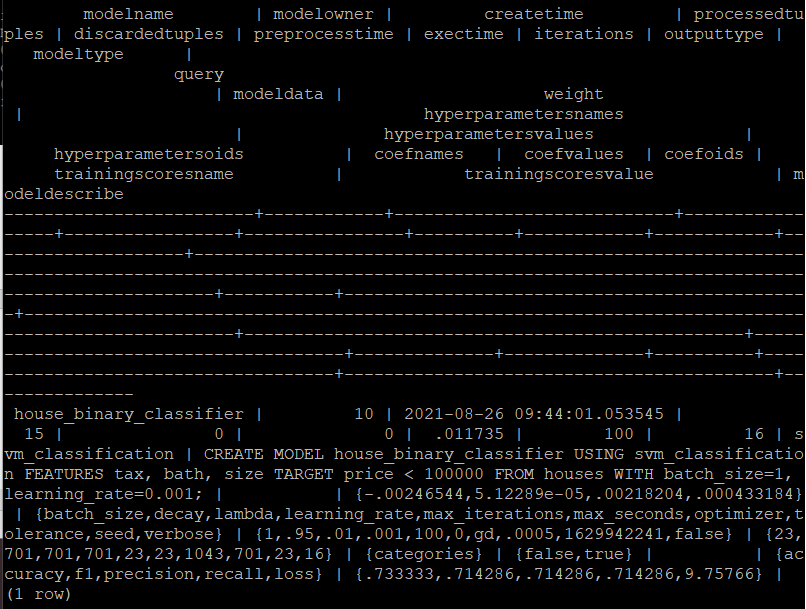 modelname | modelowner | createtime | processedtu
ples | discardedtuples | preprocesstime | exectime | iterations | outputtype |
modeltype |
query
| modeldata | weight
| hyperparametersnames
| hyperparametersvalues |
hyperparametersoids | coefnames | coefvalues | coefoids |
trainingscoresname | trainingscoresvalue | m
odeldescribe
-------------------------+------------+----------------------------+-------------
-----+-----------------+----------------+----------+------------+------------+---
------------------+--------------------------------------------------------------
---------------------------------------------------------------------------------
---------------------+-----------+-----------------------------------------------
-+-------------------------------------------------------------------------------
-----------------------+--------------------------------------------------+------
----------------------------------+--------------+--------------+----------+-----
---------------------------------+-------------------------------------------+---
-------------
house_binary_classifier | 10 | 2021-08-26 09:44:01.053545 |
15 | 0 | 0 | .011735 | 100 | 16 | s
vm_classification | CREATE MODEL house_binary_classifier USING svm_classificatio
n FEATURES tax, bath, size TARGET price < 100000 FROM houses WITH batch_size=1,
learning_rate=0.001; | | {-.00246544,5.12289e-05,.00218204,.000433184}
| {batch_size,decay,lambda,learning_rate,max_iterations,max_seconds,optimizer,t
olerance,seed,verbose} | {1,.95,.01,.001,100,0,gd,.0005,1629942241,false} | {23,
701,701,701,23,23,1043,701,23,16} | {categories} | {false,true} | | {ac
curacy,f1,precision,recall,loss} | {.733333,.714286,.714286,.714286,9.75766} |
(1 row)